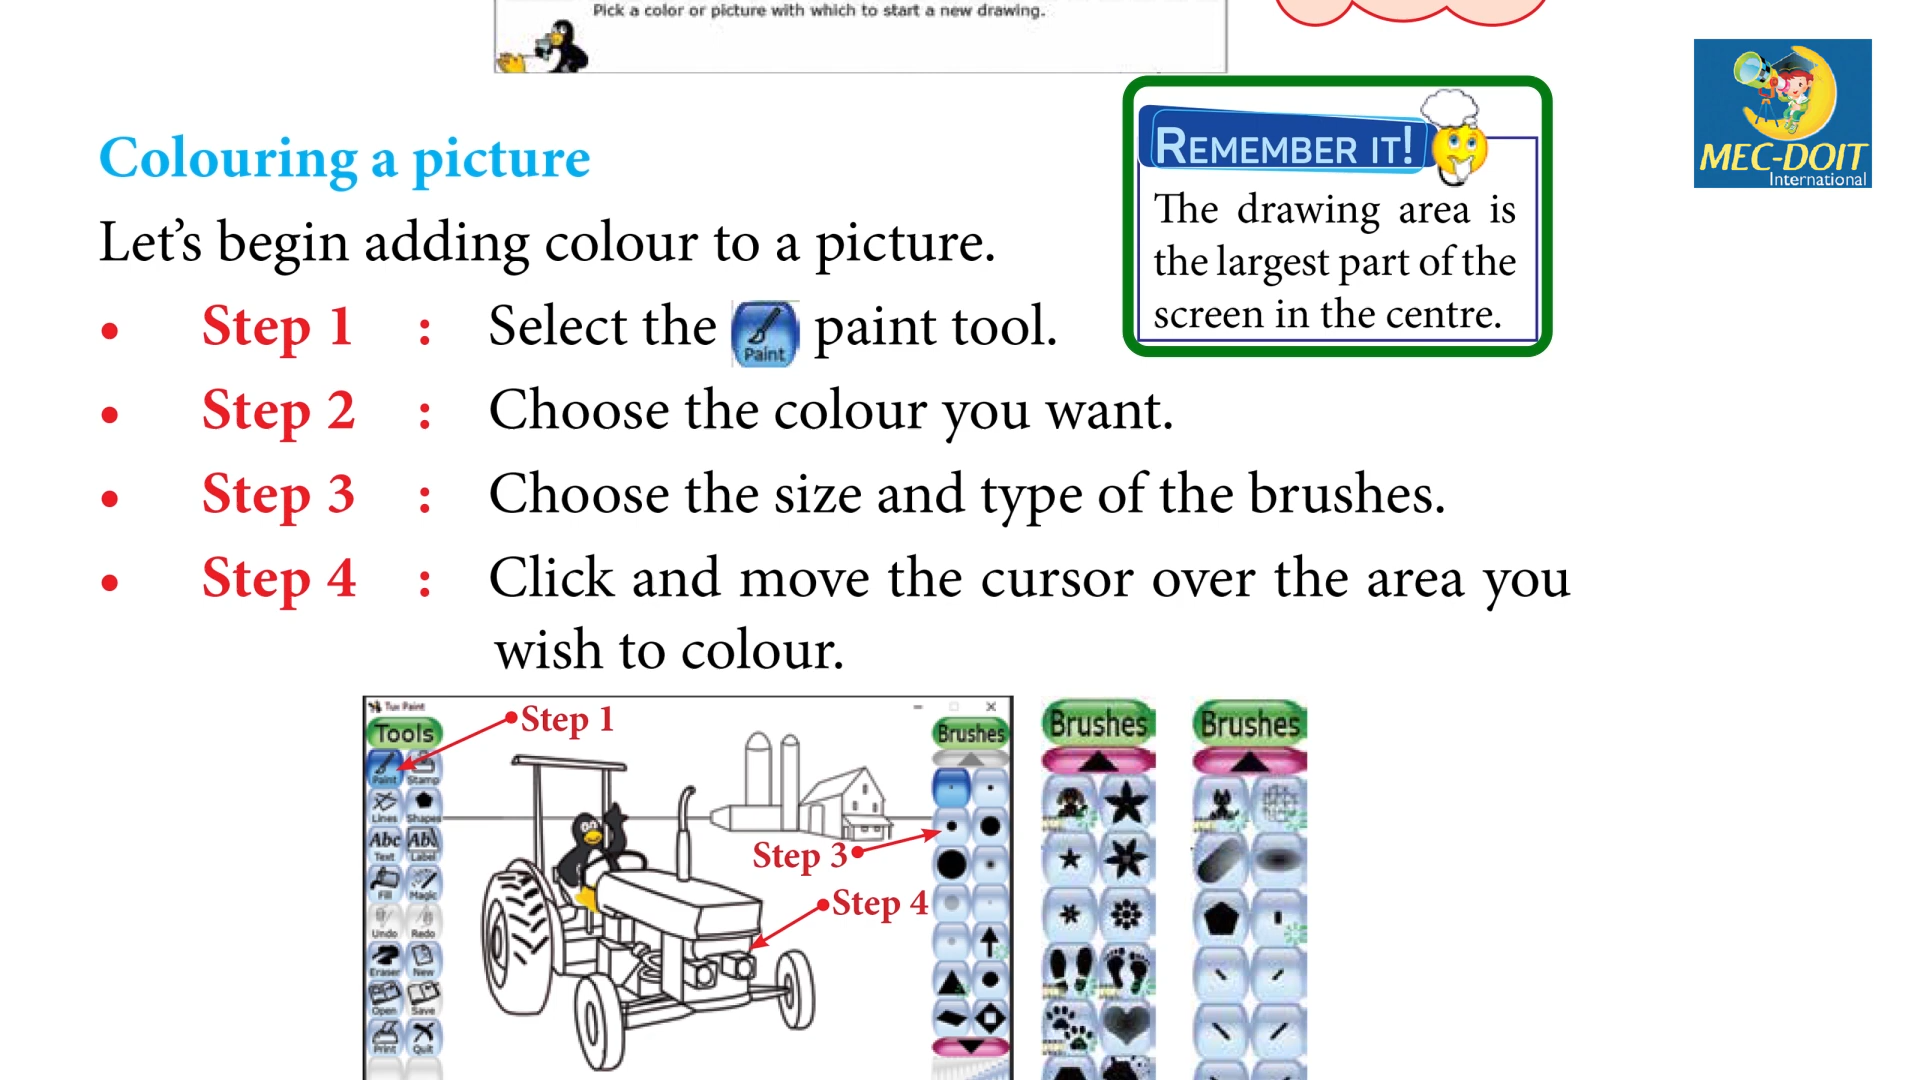 Pick a color or picture with which to start a new drawing.
MEC-DOIT
International
REMEMBER IT!
The drawing area is
the largest part of the
screen in the centre.
Colouring a picture
Let's begin adding colour to a picture.
• Step 1 : Select the Paint paint tool.
• Step 2 : Choose the colour you want.
• Step 3 : Choose the size and type of the brushes.
• Step 4 : Click and move the cursor over the area you
wish to colour.
Tux Paint
Step 1
Tools
Brushes
Brushes
Brushes
Paint Stamp
Lines Shapes
Abc Abc
Text Label
Step 3
Fill Magic
Step 4
Undo Redo
Eraser New
Open Save
Print Quit